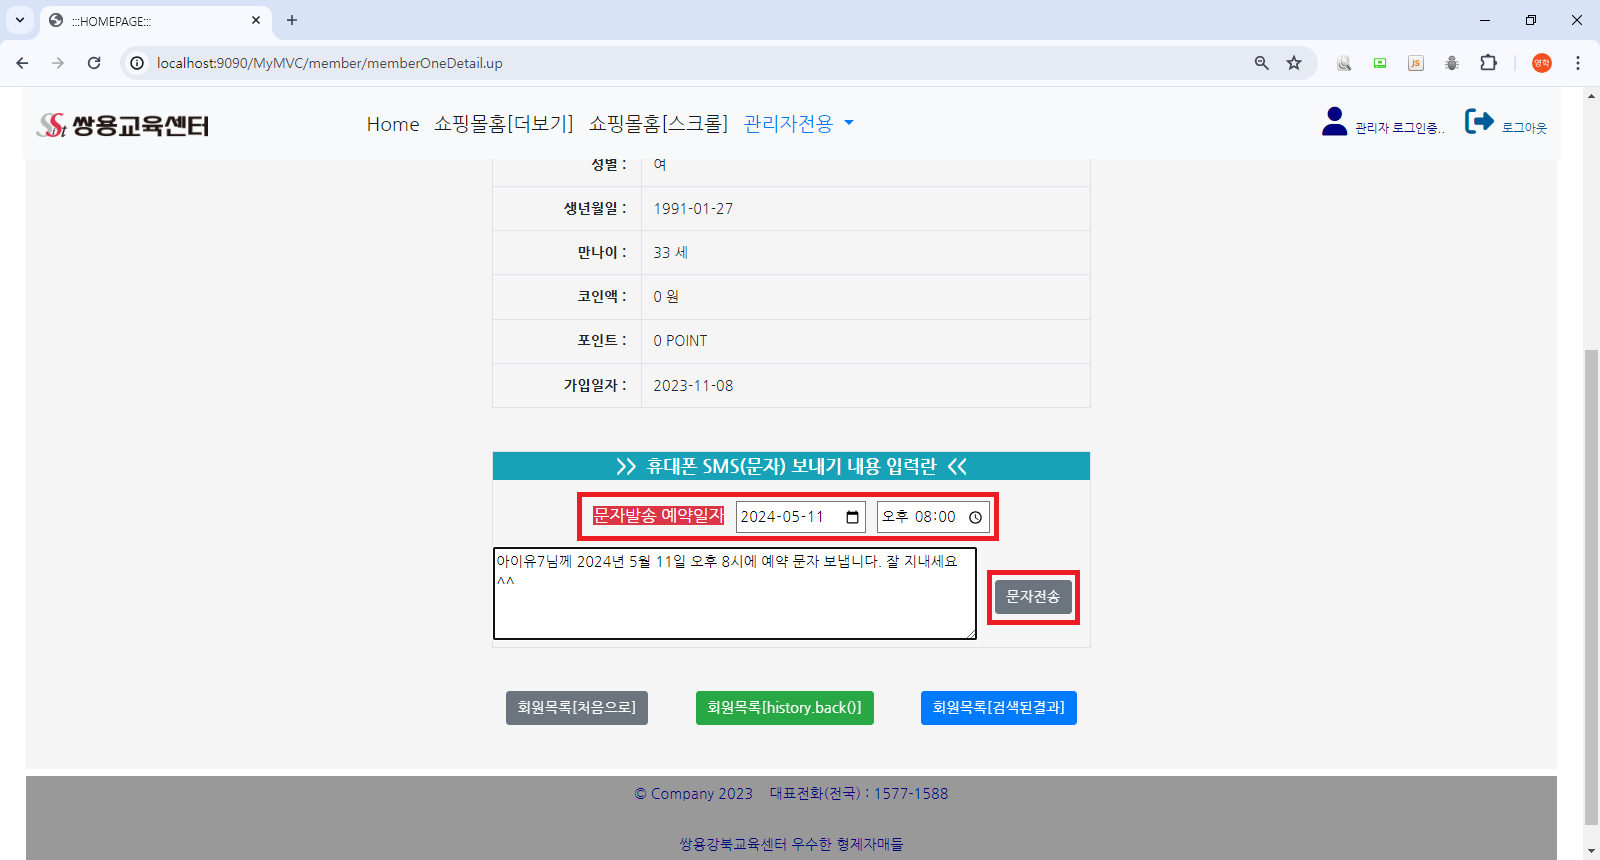 :::HOMEPAGE:::
localhost:9090/MyMVC/member/memberOneDetail.up
JS
영학
SSt 쌍용교육센터
Home 쇼핑몰홈[더보기] 쇼핑몰홈[스크롤] 관리자전용
관리자 로그인중.. 로그아웃
성별 : 여
생년월일 : 1991-01-27
만나이 : 33 세
코인액 : 0 원
포인트 : 0 POINT
가입일자 : 2023-11-08
>> 휴대폰 SMS(문자) 보내기 내용 입력란 <<
문자발송 예약일자 2024-05-11 오후 08:00
아이유7님께 2024년 5월 11일 오후 8시에 예약 문자 보냅니다. 잘 지내세요
^^
문자전송
회원목록[처음으로] 회원목록[history.back()] 회원목록[검색된결과]
© Company 2023 대표전화(전국) : 1577-1588
쌍용강북교육센터 우수한 형제자매들